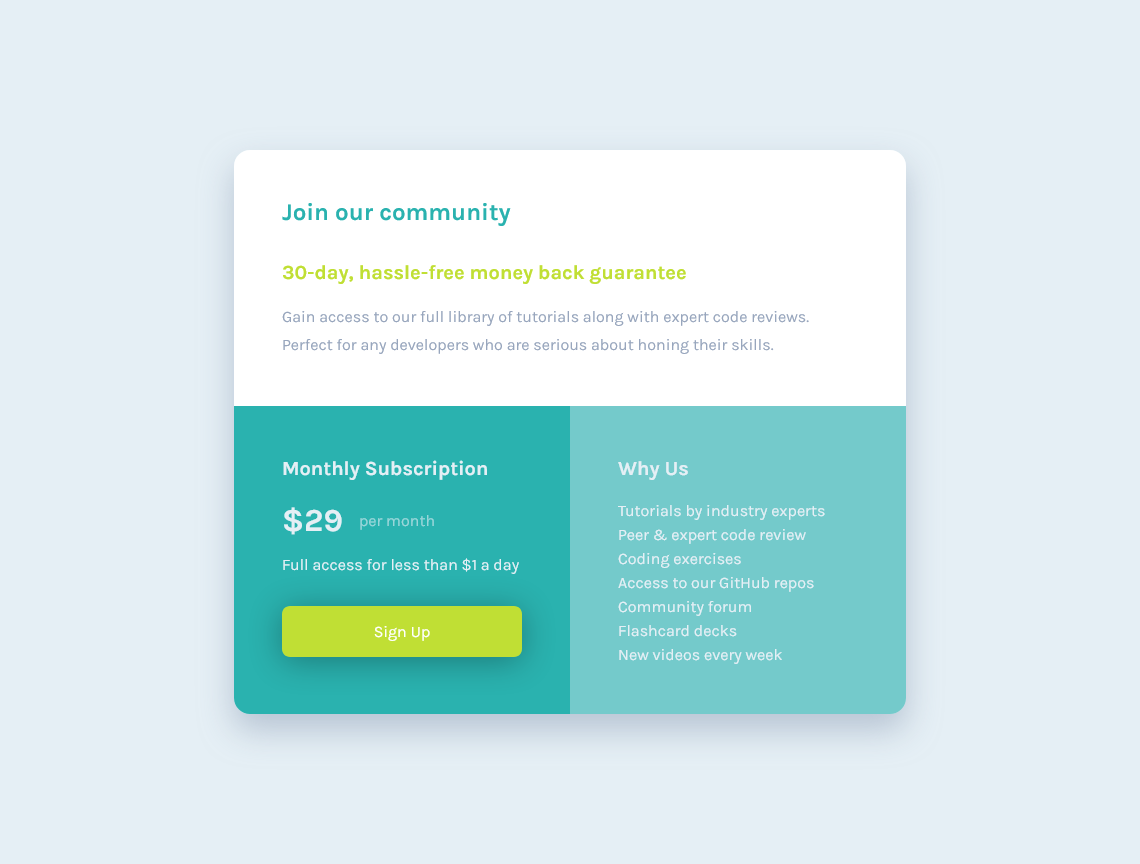 Join our community
30-day, hassle-free money back guarantee
Gain access to our full library of tutorials along with expert code reviews.
Perfect for any developers who are serious about honing their skills.
Monthly Subscription
$29 per month
Full access for less than $1 a day
Sign Up
Why Us
Tutorials by industry experts
Peer & expert code review
Coding exercises
Access to our GitHub repos
Community forum
Flashcard decks
New videos every week